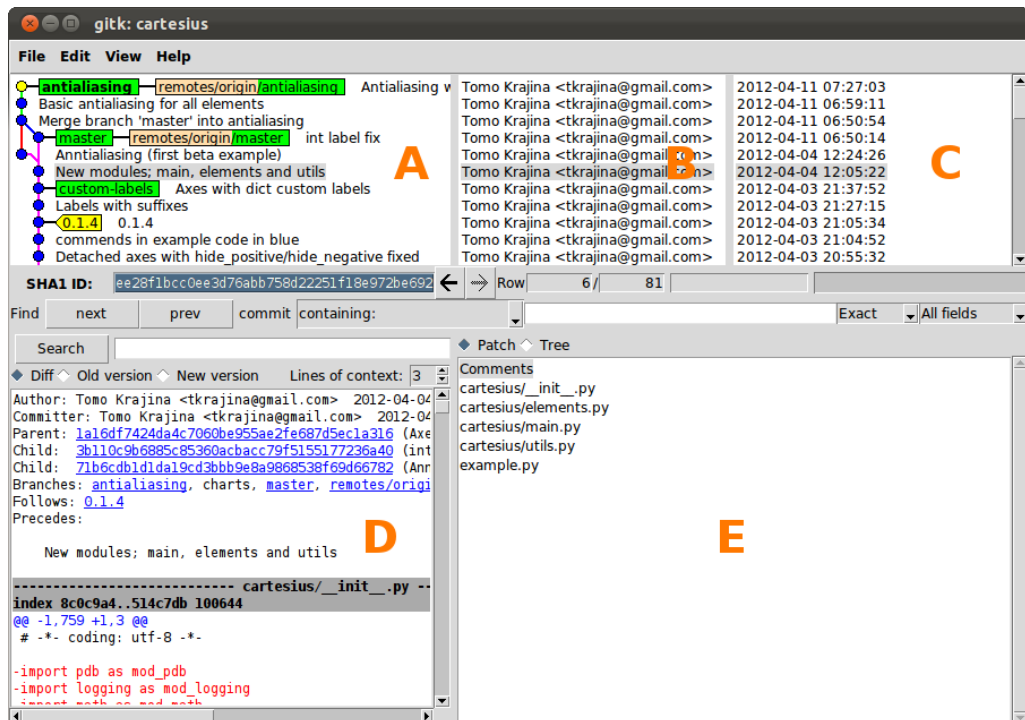 gitk: cartesius
File Edit View Help
antialiasing remotes/origin/antialiasing Antialiasing w Tomo Krajina <tkrajina@gmail.com> 2012-04-11 07:27:03
Basic antialiasing for all elements Tomo Krajina <tkrajina@gmail.com> 2012-04-11 06:59:11
Merge branch 'master' into antialiasing Tomo Krajina <tkrajina@gmail.com> 2012-04-11 06:50:54
master remotes/origin/master int label fix Tomo Krajina <tkrajina@gmail.com> 2012-04-11 06:50:14
Anntialiasing (first beta example) Tomo Krajina <tkrajina@gmail.com> 2012-04-04 12:24:26
A B C
New modules; main, elements and utils Tomo Krajina <tkrajina@gmail.com> 2012-04-04 12:05:22
custom-labels Axes with dict custom labels Tomo Krajina <tkrajina@gmail.com> 2012-04-03 21:37:52
Labels with suffixes Tomo Krajina <tkrajina@gmail.com> 2012-04-03 21:27:15
0.1.4 0.1.4 Tomo Krajina <tkrajina@gmail.com> 2012-04-03 21:05:34
commends in example code in blue Tomo Krajina <tkrajina@gmail.com> 2012-04-03 21:04:52
Detached axes with hide_positive/hide_negative fixed Tomo Krajina <tkrajina@gmail.com> 2012-04-03 20:55:32
SHA1 ID: ee28f1bcc0ee3d76abb758d22251f18e972be692 Row 6/ 81
Find next prev commit containing: Exact All fields
Search
Diff Old version New version Lines of context: 3
Author: Tomo Krajina <tkrajina@gmail.com> 2012-04-04
Committer: Tomo Krajina <tkrajina@gmail.com> 2012-04
Parent: 1a16df7424da4c7060be955ae2fe687d5ec1a316 (Axe
Child: 3b110c9b6885c85360acbacc79f5155177236a40 (int
Child: 71b6cdb1d1da19cd3bbb9e8a9868538f69d66782 (Ann
Branches: antialiasing, charts, master, remotes/origi
Follows: 0.1.4
Precedes:
D
New modules; main, elements and utils
--------------------------- cartesius/__init__.py --
index 8c0c9a4..514c7db 100644
@@ -1,759 +1,3 @@
# -*- coding: utf-8 -*-
-import pdb as mod_pdb
-import logging as mod_logging
-import math as mod_math
Patch Tree
Comments
cartesius/__init__.py
cartesius/elements.py
cartesius/main.py
cartesius/utils.py
example.py
E